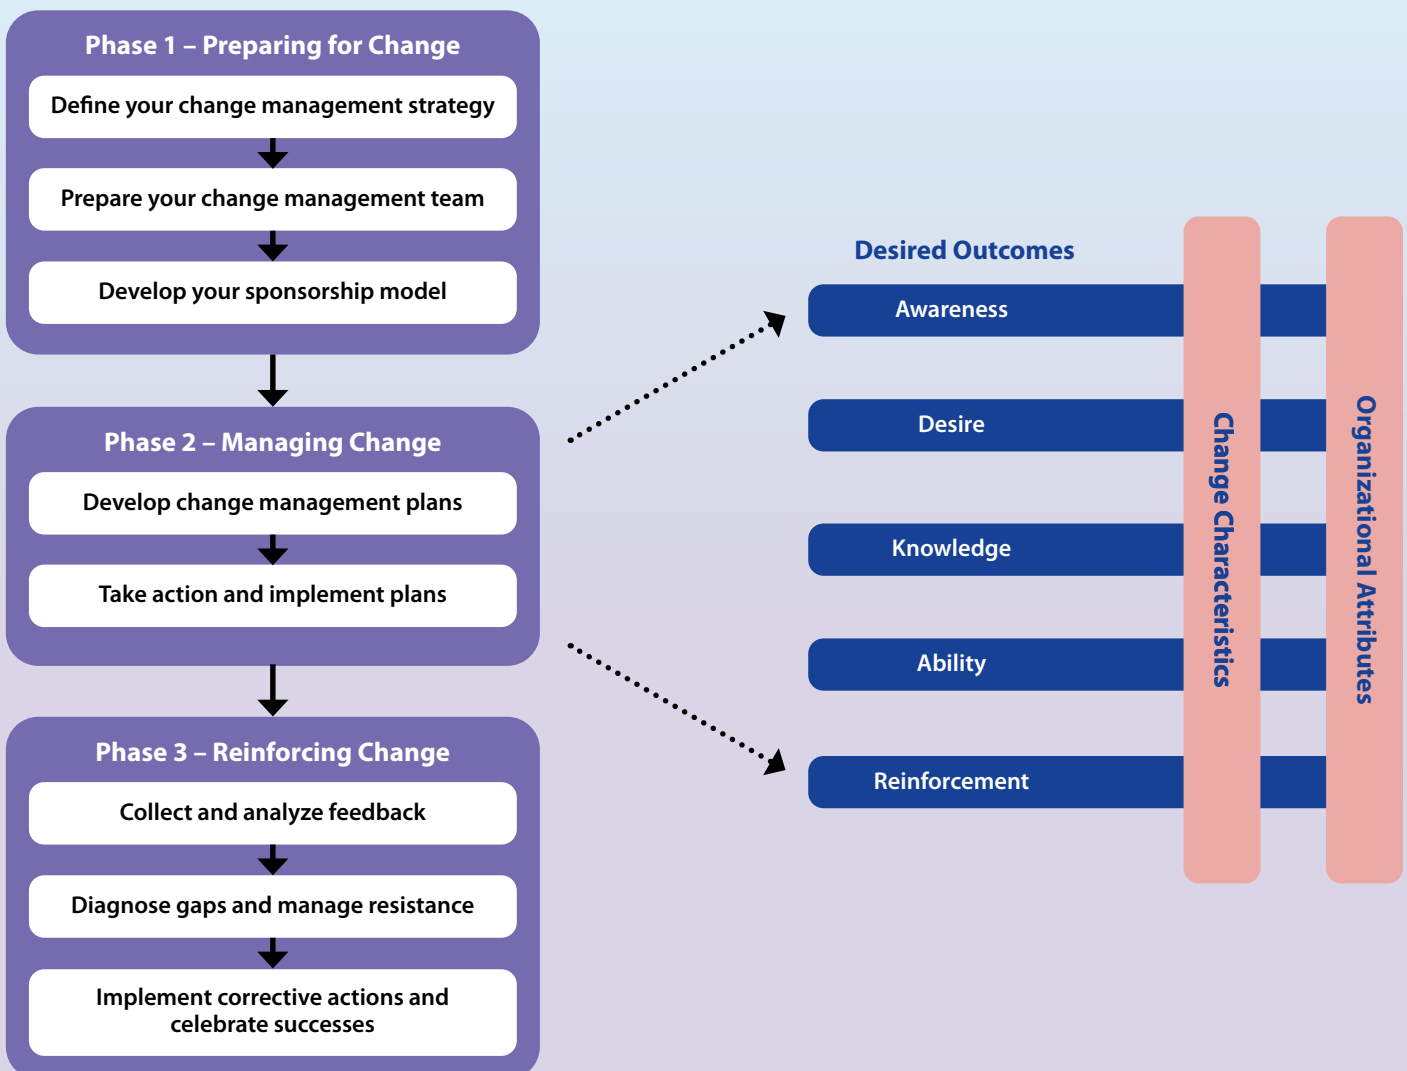 Phase 1 – Preparing for Change
Define your change management strategy
Prepare your change management team
Develop your sponsorship model
Phase 2 – Managing Change
Develop change management plans
Take action and implement plans
Phase 3 – Reinforcing Change
Collect and analyze feedback
Diagnose gaps and manage resistance
Implement corrective actions and
celebrate successes
Desired Outcomes
Awareness
Desire
Knowledge
Ability
Reinforcement
Change Characteristics
Organizational Attributes